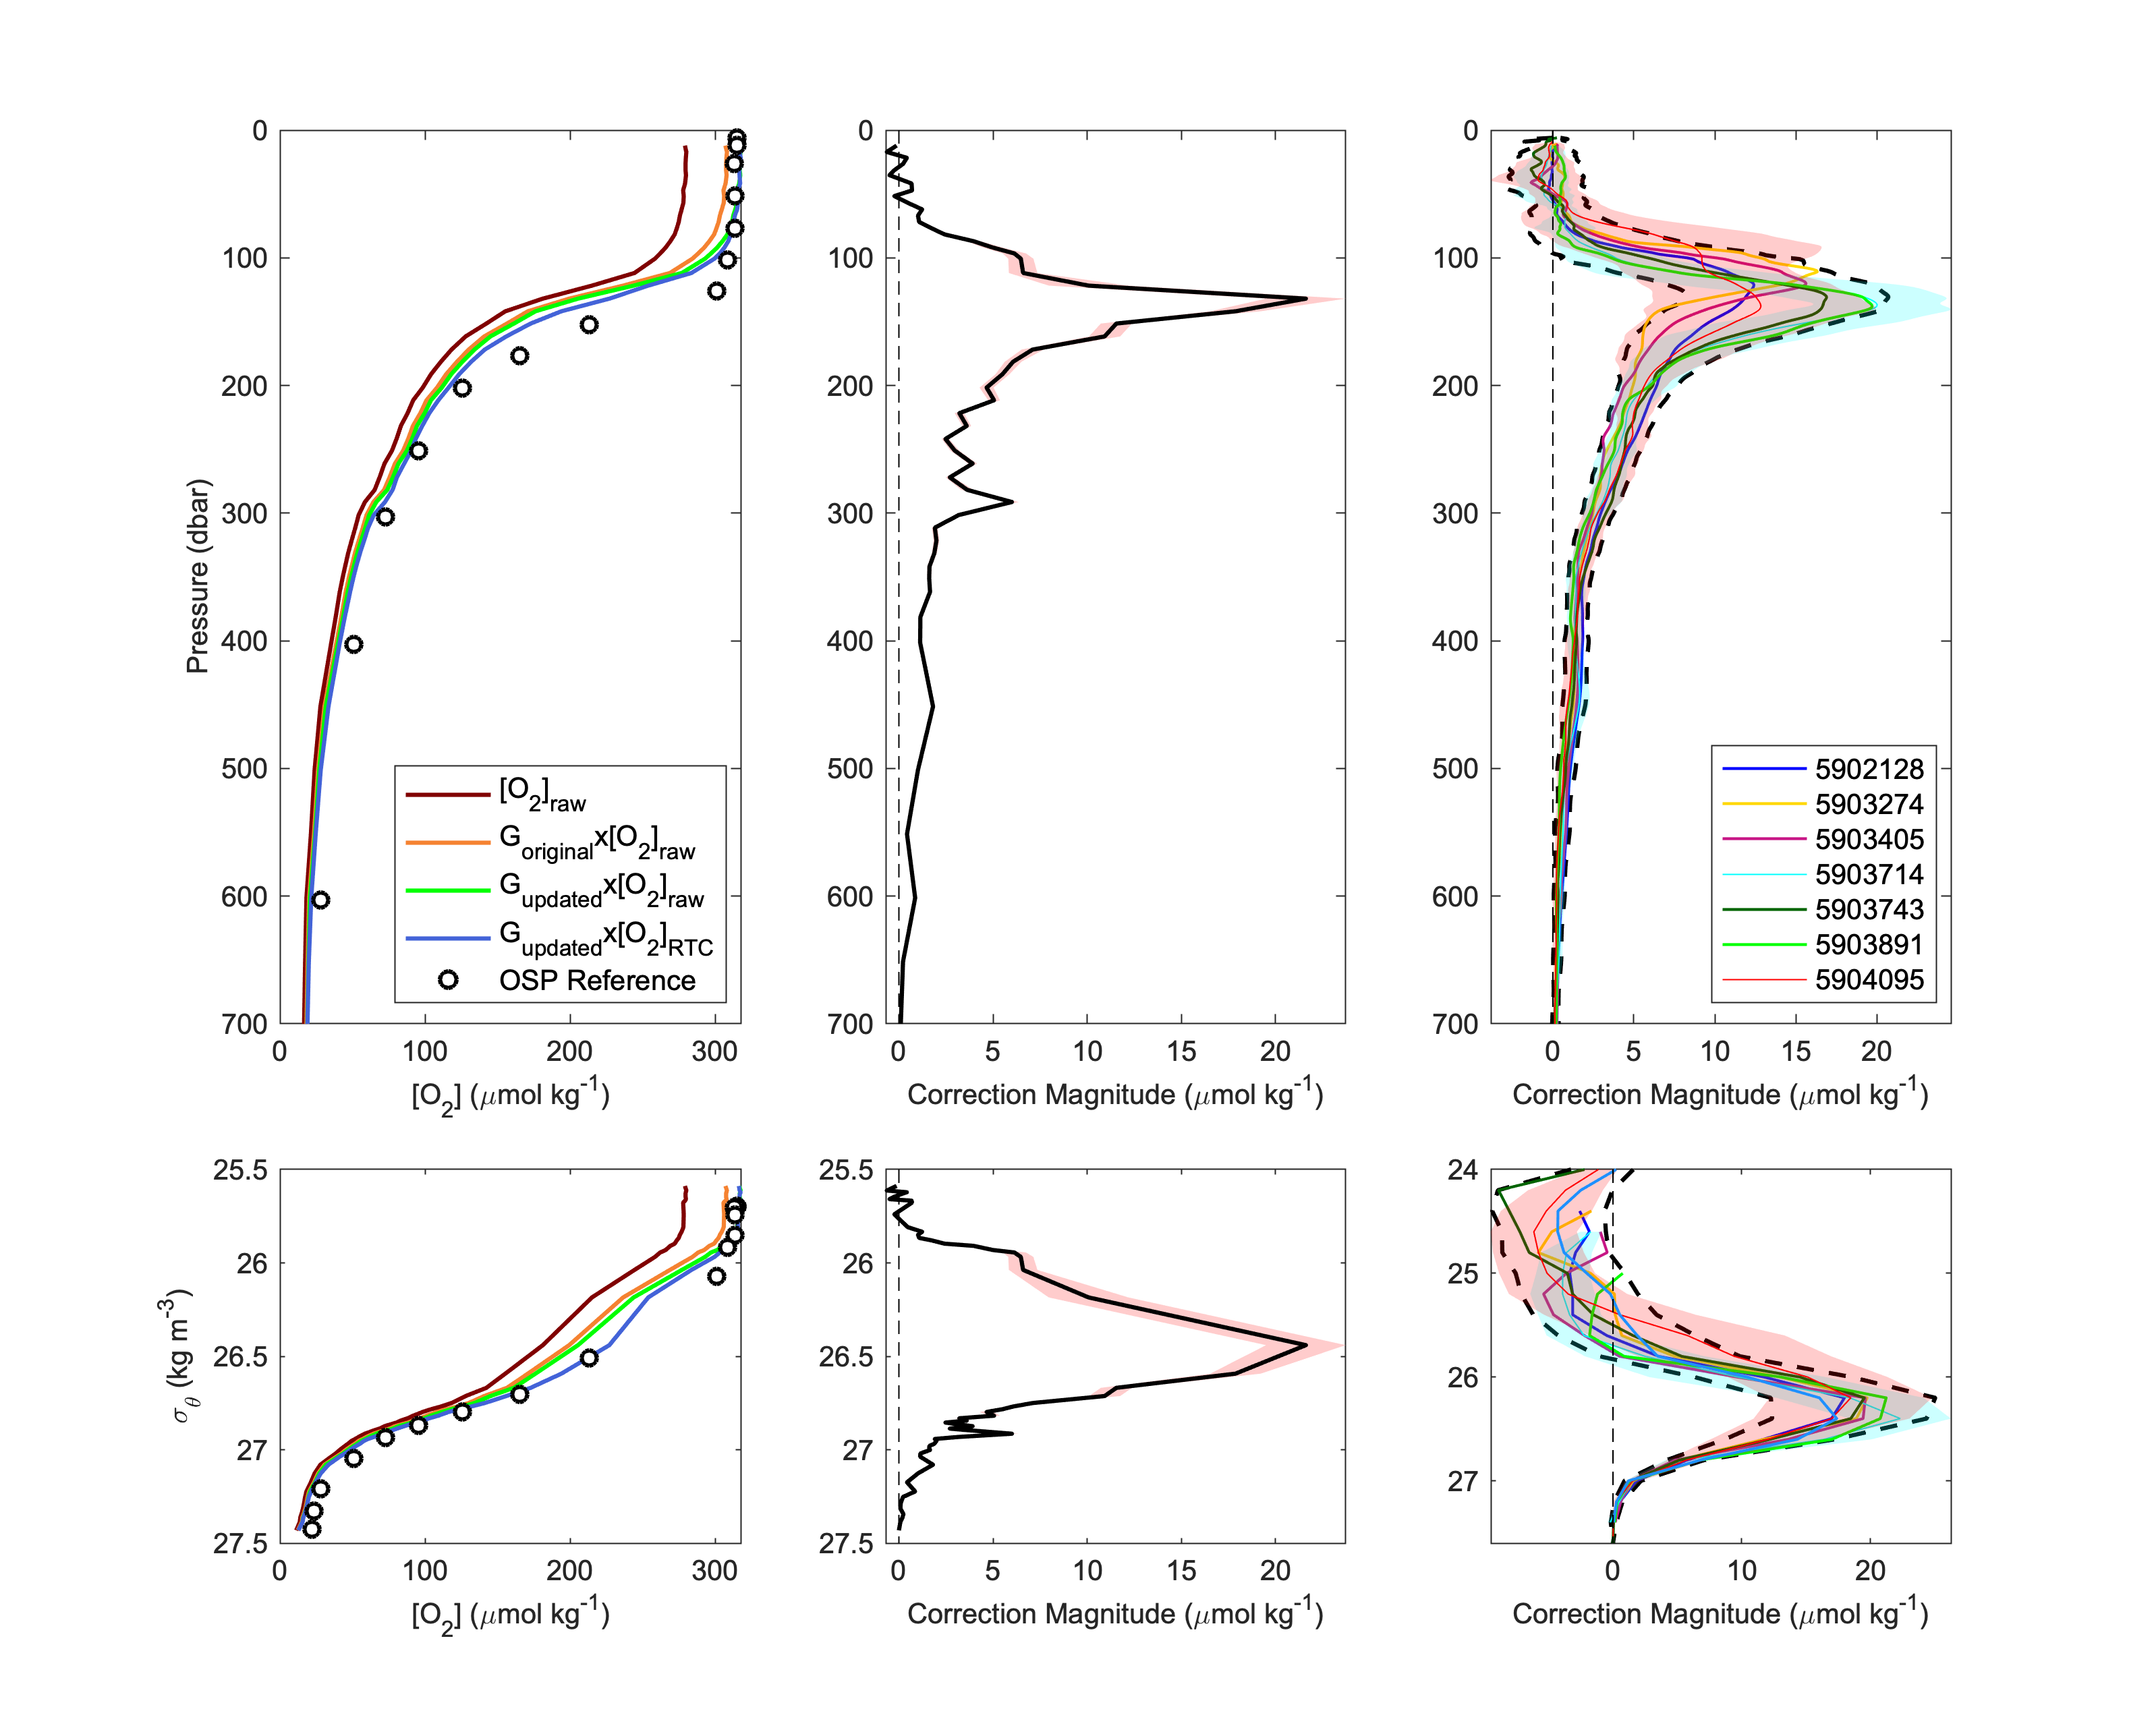 0
100
200
300
400
500
600
700
Pressure (dbar)
0 100 200 300
[O2] (μmol kg-1)
[O2]raw
Goriginalx[O2]raw
Gupdatedx[O2]raw
Gupdatedx[O2]RTC
OSP Reference
0
100
200
300
400
500
600
700
0 5 10 15 20
Correction Magnitude (μmol kg-1)
0
100
200
300
400
500
600
700
0 5 10 15 20
Correction Magnitude (μmol kg-1)
5902128
5903274
5903405
5903714
5903743
5903891
5904095
25.5
26
26.5
27
27.5
σθ (kg m-3)
0 100 200 300
[O2] (μmol kg-1)
25.5
26
26.5
27
27.5
0 5 10 15 20
Correction Magnitude (μmol kg-1)
24
25
26
27
0 10 20
Correction Magnitude (μmol kg-1)